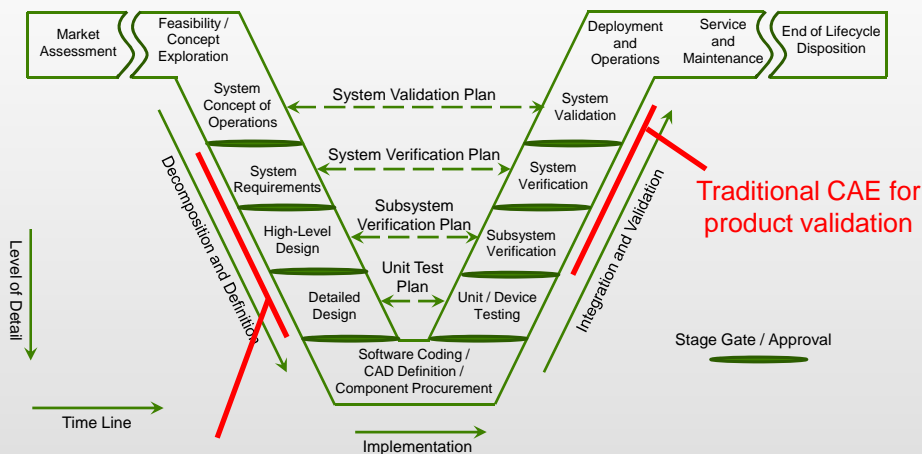 Market
Assessment
Feasibility /
Concept
Exploration
Deployment
and
Operations
Service
and
Maintenance
End of Lifecycle
Disposition
System
Concept of
Operations
System Validation Plan
System
Validation
System
Requirements
System Verification Plan
System
Verification
High-Level
Design
Subsystem
Verification Plan
Subsystem
Verification
Detailed
Design
Unit Test
Plan
Unit / Device
Testing
Software Coding /
CAD Definition /
Component Procurement
Decomposition and Definition
Integration and Validation
Traditional CAE for
product validation
Level of Detail
Stage Gate / Approval
Time Line
Implementation